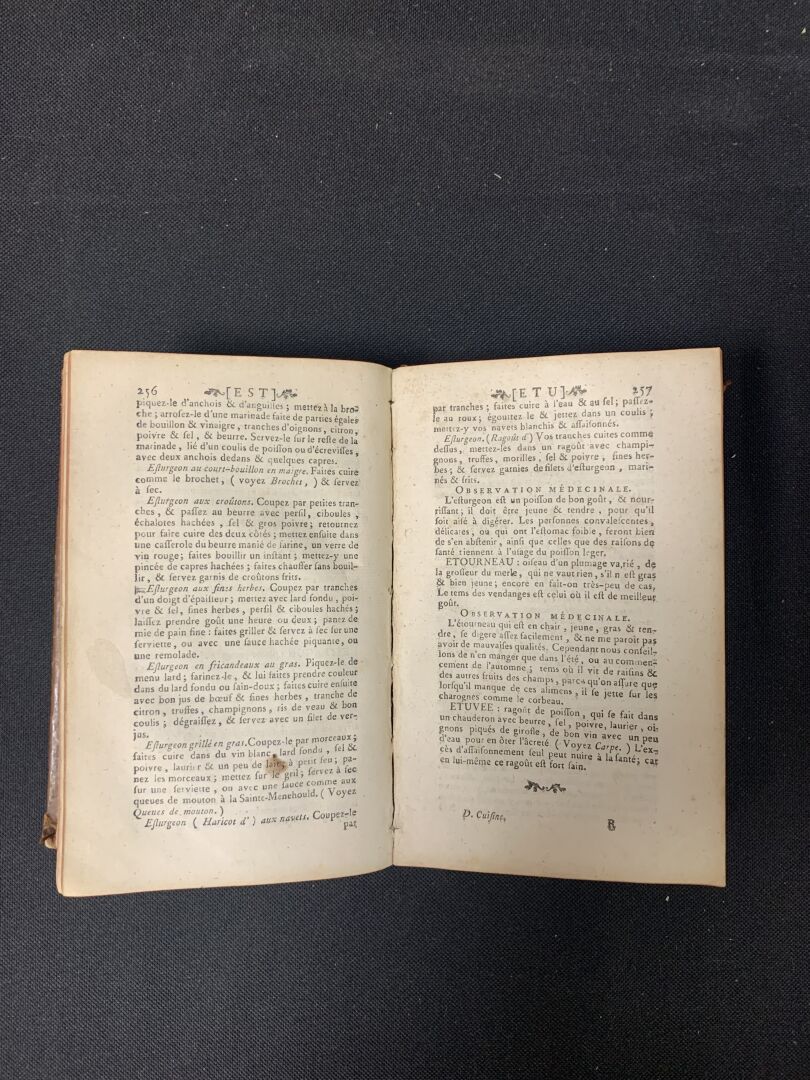 256 [EST]
piquez-le d'anchois & d'anguilles ; mettez à la bro-
che ; arrosez-le d'une marinade faite de parties égales
de bouillon & vinaigre, tranches d'oignons, citron,
poivre & sel, & beurre. Servez-le sur le reste de la
marinade, lié d'un coulis de poisson ou d'écrevisses,
avec deux anchois dedans & quelques capres.
Esturgeon au court-bouillon en maigre. Faites cuire
comme le brochet, ( voyez Brochet, ) & servez
à sec.
Esturgeon aux croûtons. Coupez par petites tran-
ches, & passez au beurre avec persil, ciboules,
échalotes hachées, sel & gros poivre ; retournez
pour faire cuire des deux côtés ; mettez ensuite dans
une casserole du beurre manié de farine, un verre de
vin rouge ; faites bouillir un instant ; mettez-y une
pincée de capres hachées ; faites chauffer sans bouil-
lir, & servez garnis de croûtons frits.
Esturgeon aux fines herbes. Coupez par tranches
d'un doigt d'épaisseur ; mettez avec lard fondu, poi-
vre & sel, fines herbes, persil & ciboules hachés ;
laissez prendre goût une heure ou deux ; panez de
mie de pain fine : faites griller & servez à sec sur une
serviette, ou avec une sauce hachée piquante, ou
une remolade.
Esturgeon en fricandeaux au gras. Piquez-le de
menu lard ; farinez-le, & lui faites prendre couleur
dans du lard fondu ou sain-doux ; faites cuire ensuite
avec bon jus de bœuf & fines herbes, tranche de
citron, truffes, champignons, ris de veau & bon
coulis ; dégraissez, & servez avec un filet de ver-
jus.
Esturgeon grillé en gras. Coupez-le par morceaux ;
faites cuire dans du vin blanc, lard fondu, sel &
poivre, laurier & un peu de lait, à petit feu ; pa-
nez les morceaux ; mettez sur le gril ; servez à sec
sur une serviette, ou avec une sauce comme aux
queues de mouton à la Sainte-Menehould. ( Voyez
Queues de mouton. )
Esturgeon ( Haricot d' ) aux navets. Coupez-le
par
[ETU] 257
par tranches ; faites cuire à l'eau & au sel ; passez-
le au roux ; égouttez le & jettez dans un coulis ;
mettez-y vos navets blanchis & assaisonnés.
Esturgeon. (Ragoût d') Vos tranches cuites comme
dessus, mettez-les dans un ragoût avec champi-
gnons, truffes, morilles, sel & poivre, fines her-
bes ; & servez garnies de filets d'esturgeon, mari-
nés & frits.
OBSERVATION MÉDECINALE.
L'esturgeon est un poisson de bon goût, & nour-
rissant ; il doit être jeune & tendre, pour qu'il
soit aisé à digérer. Les personnes convalescentes,
délicates, ou qui ont l'estomac foible, feront bien
de s'en abstenir, ainsi que celles que des raisons de
santé tiennent à l'usage du poisson léger.
ETOURNEAU : oiseau d'un plumage varié, de
la grosseur du merle, qui ne vaut rien, s'il n'est gras
& bien jeune ; encore en fait-on très-peu de cas.
Le tems des vendanges est celui où il est de meilleur
goût.
OBSERVATION MÉDECINALE.
L'étourneau qui est en chair, jeune, gras & ten-
dre, se digere assez facilement, & ne me paroît pas
avoir de mauvaises qualités. Cependant nous conseil-
lons de n'en manger que dans l'été, ou au commen-
cement de l'automne ; tems où il vit de raisins &
des autres fruits des champs, parce qu'on assure que
lorsqu'il manque de ces alimens, il se jette sur les
charognes comme le corbeau.
ETUVEE : ragoût de poisson, qui se fait dans
un chauderon avec beurre, sel, poivre, laurier, oi-
gnons piqués de girofle, de bon vin avec un peu
d'eau pour en ôter l'âcreté ( Voyez Carpe. ) L'ex-
cès d'assaisonnement seul peut nuire à la santé ; car
en lui-même ce ragoût est fort sain.
D. Cuisine, R